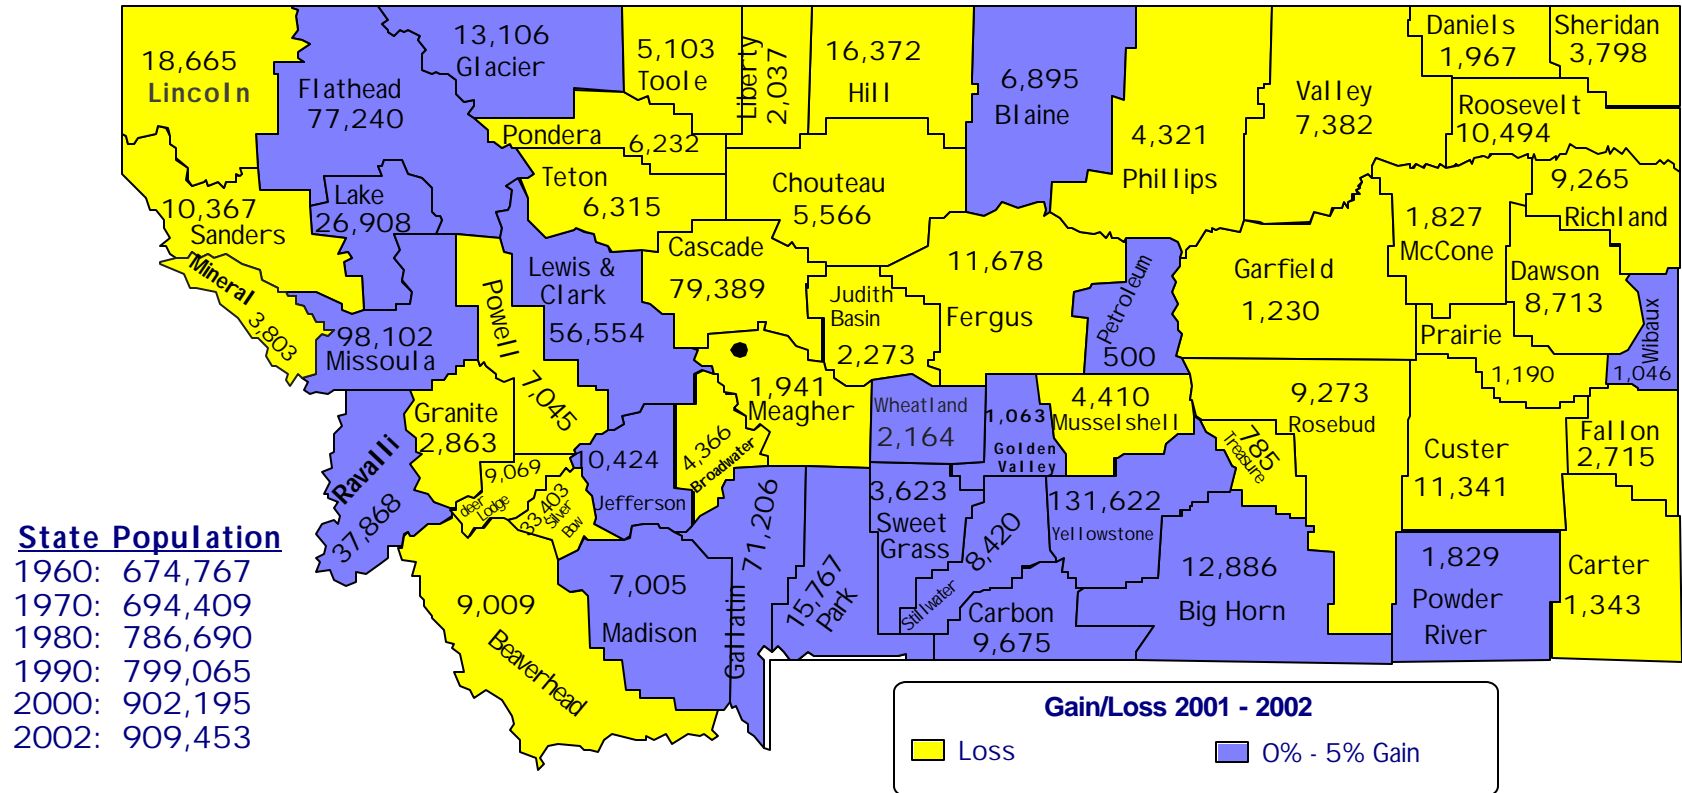 18,665
Lincoln
Flathead
77,240
13,106
Glacier
5,103
Toole
Liberty
2,037
16,372
Hill
6,895
Blaine
4,321
Phillips
Valley
7,382
Daniels
1,967
Sheridan
3,798
Roosevelt
10,494
Pondera
6,232
Teton
6,315
Chouteau
5,566
10,367
Sanders
Lake
26,908
Mineral
3,803
98,102
Missoula
Powell
7,045
Lewis &
Clark
56,554
Cascade
79,389
Judith
Basin
2,273
11,678
Fergus
Petroleum
500
Garfield
1,230
1,827
McCone
9,265
Richland
Dawson
8,713
Wibaux
1,046
Prairie
1,190
Ravalli
37,868
Granite
2,863
9,069
deer
Lodge
33,403
Silver
Bow
10,424
Jefferson
4,366
Broadwater
1,941
Meagher
Wheatland
2,164
1,063
Golden
Valley
4,410
Musselshell
785
Treasure
9,273
Rosebud
Custer
11,341
Fallon
2,715
9,009
Beaverhead
7,005
Madison
71,206
Gallatin
15,767
Park
3,623
Sweet
Grass
8,420
Stillwater
131,622
Yellowstone
Carbon
9,675
12,886
Big Horn
1,829
Powder
River
Carter
1,343
State Population
1960: 674,767
1970: 694,409
1980: 786,690
1990: 799,065
2000: 902,195
2002: 909,453
Gain/Loss 2001 - 2002
Loss
0% - 5% Gain